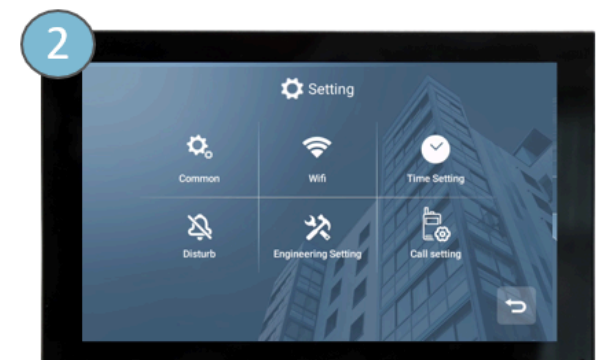 2
Setting
Common
Wifi
Time Setting
Disturb
Engineering Setting
Call setting